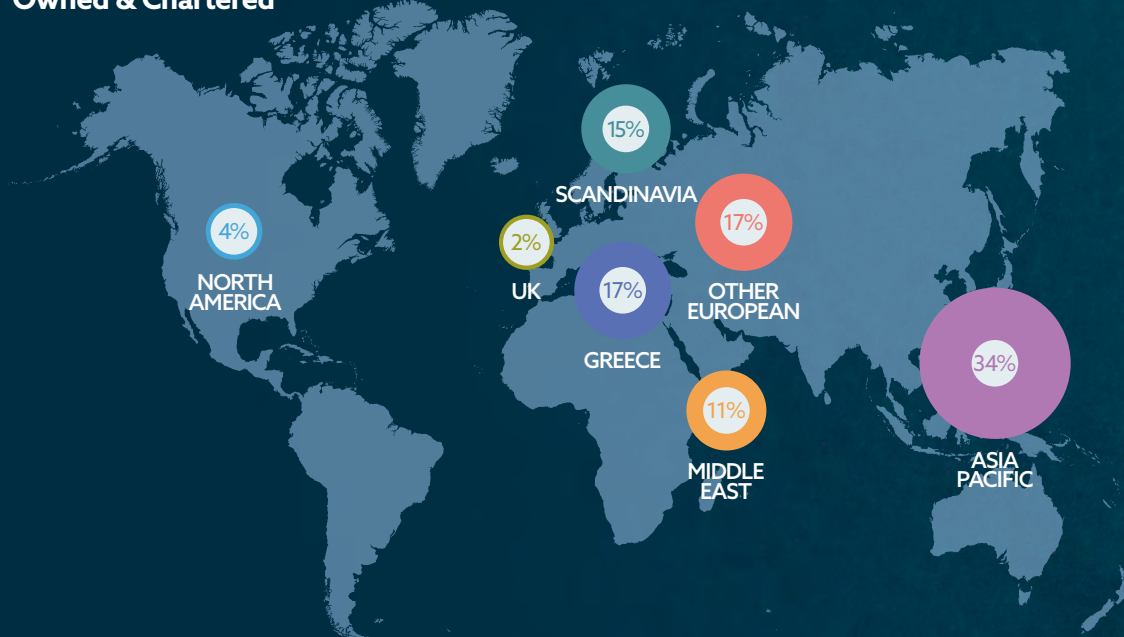 Owned & Chartered
15%
SCANDINAVIA
17%
OTHER
EUROPEAN
4%
NORTH
AMERICA
2%
UK
17%
GREECE
34%
ASIA
PACIFIC
11%
MIDDLE
EAST